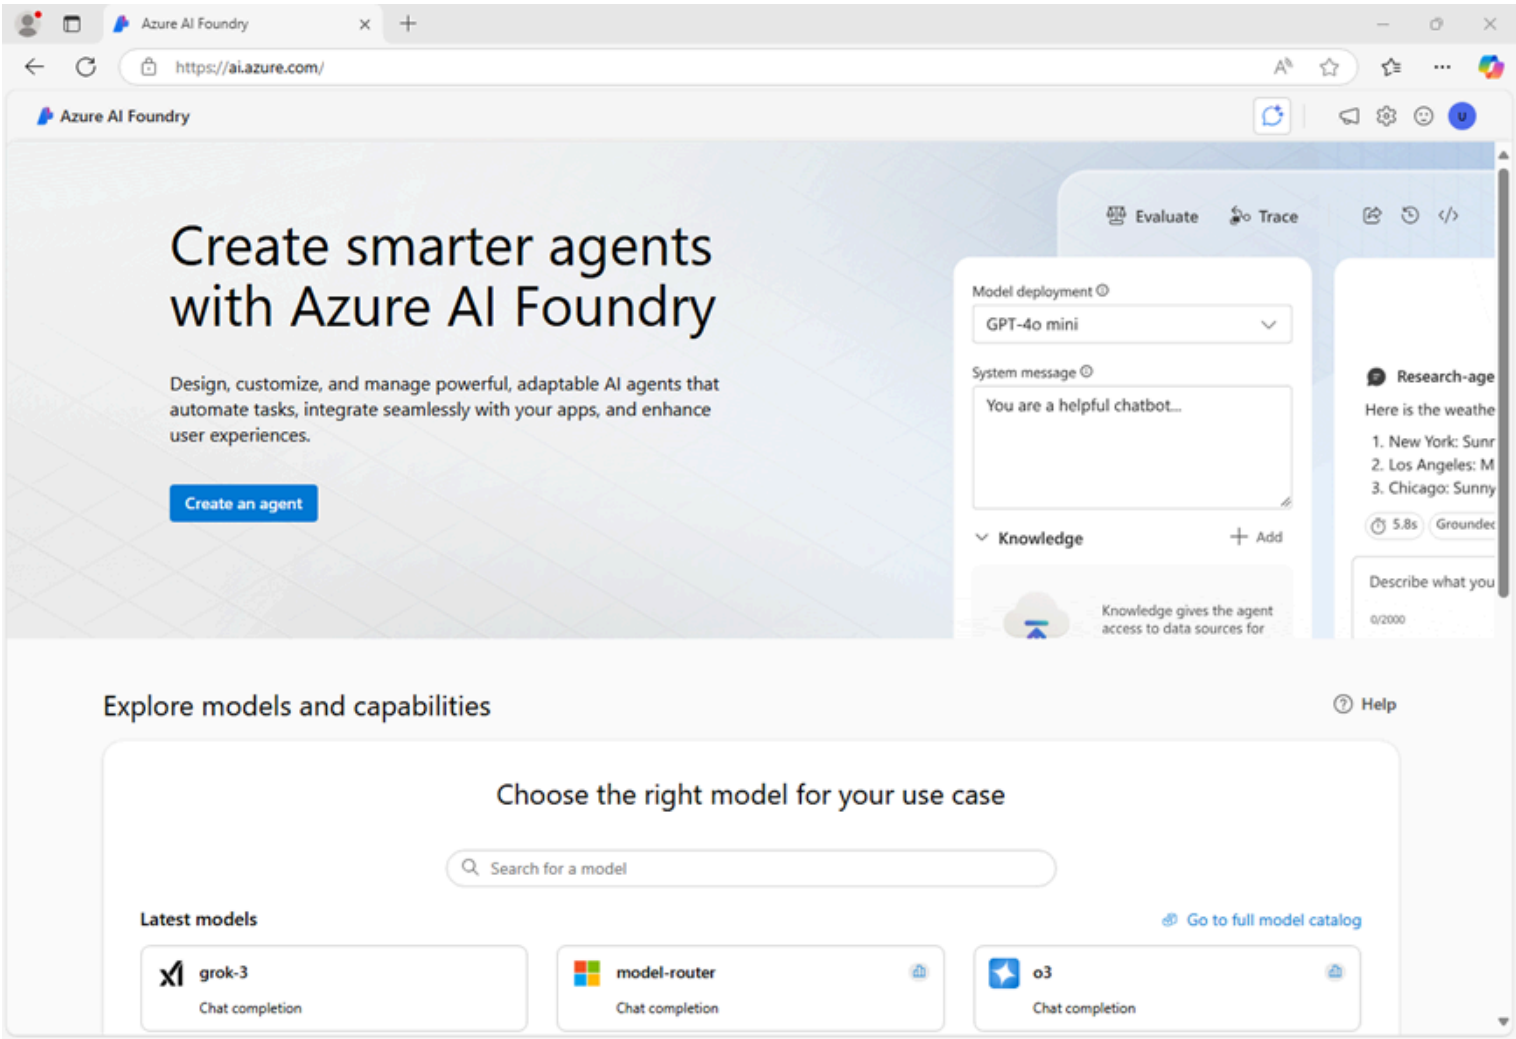 Azure AI Foundry
https://ai.azure.com/
Azure AI Foundry
U
Create smarter agents
with Azure AI Foundry
Design, customize, and manage powerful, adaptable AI agents that
automate tasks, integrate seamlessly with your apps, and enhance
user experiences.
Create an agent
Evaluate
Trace
Model deployment
GPT-4o mini
System message
You are a helpful chatbot...
Knowledge
Add
Knowledge gives the agent
access to data sources for
Research-age
Here is the weathe
1. New York: Sunr
2. Los Angeles: M
3. Chicago: Sunny
5.8s
Grounded
Describe what you
0/2000
Explore models and capabilities
Help
Choose the right model for your use case
Search for a model
Latest models
Go to full model catalog
grok-3
Chat completion
model-router
Chat completion
o3
Chat completion